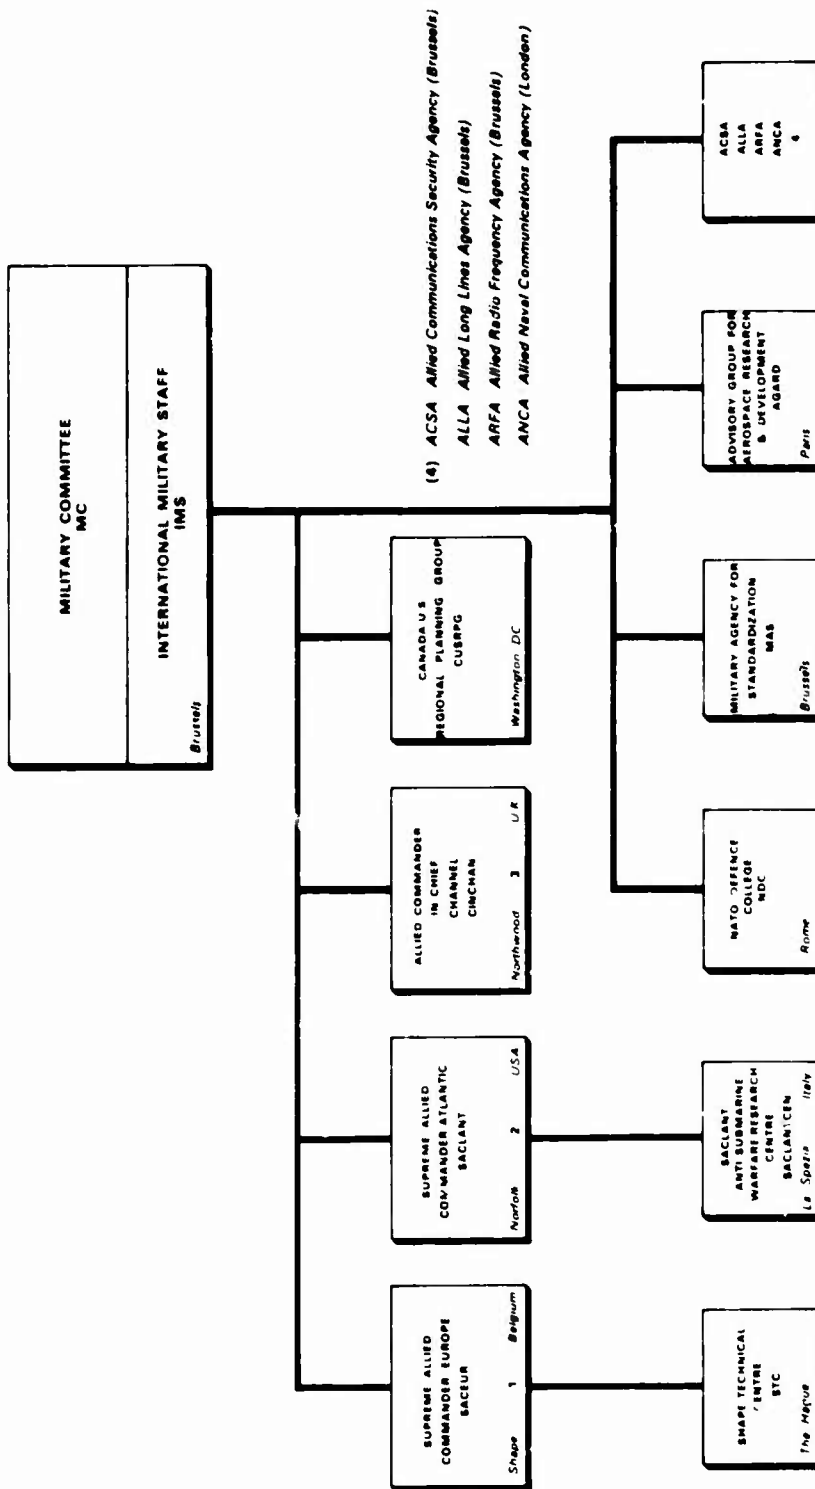 MILITARY COMMITTEE
MC
INTERNATIONAL MILITARY STAFF
IMS
Brussels
SUPREME ALLIED
COMMANDER EUROPE
SACEUR
Shape 1 Belgium
SUPREME ALLIED
COMMANDER ATLANTIC
SACLANT
Norfolk 2 USA
ALLIED COMMANDER
IN CHIEF
CHANNEL
CINCHAN
Northwood 3 UK
CANADA US
REGIONAL PLANNING GROUP
CUSRPG
Washington DC
(4) ACSA Allied Communications Security Agency (Brussels)
ALLA Allied Long Lines Agency (Brussels)
ARFA Allied Radio Frequency Agency (Brussels)
ANCA Allied Naval Communications Agency (London)
SHAPE TECHNICAL
CENTRE
STC
The Hague
SACLANT
ANTI SUBMARINE
WARFARE RESEARCH
CENTRE
SACLANTCEN
La Spezia Italy
NATO DEFENCE
COLLEGE
NDC
Rome
MILITARY AGENCY FOR
STANDARDIZATION
MAS
Brussels
ADVISORY GROUP FOR
AEROSPACE RESEARCH
& DEVELOPMENT
AGARD
Paris
ACSA
ALLA
ARFA
ANCA
4